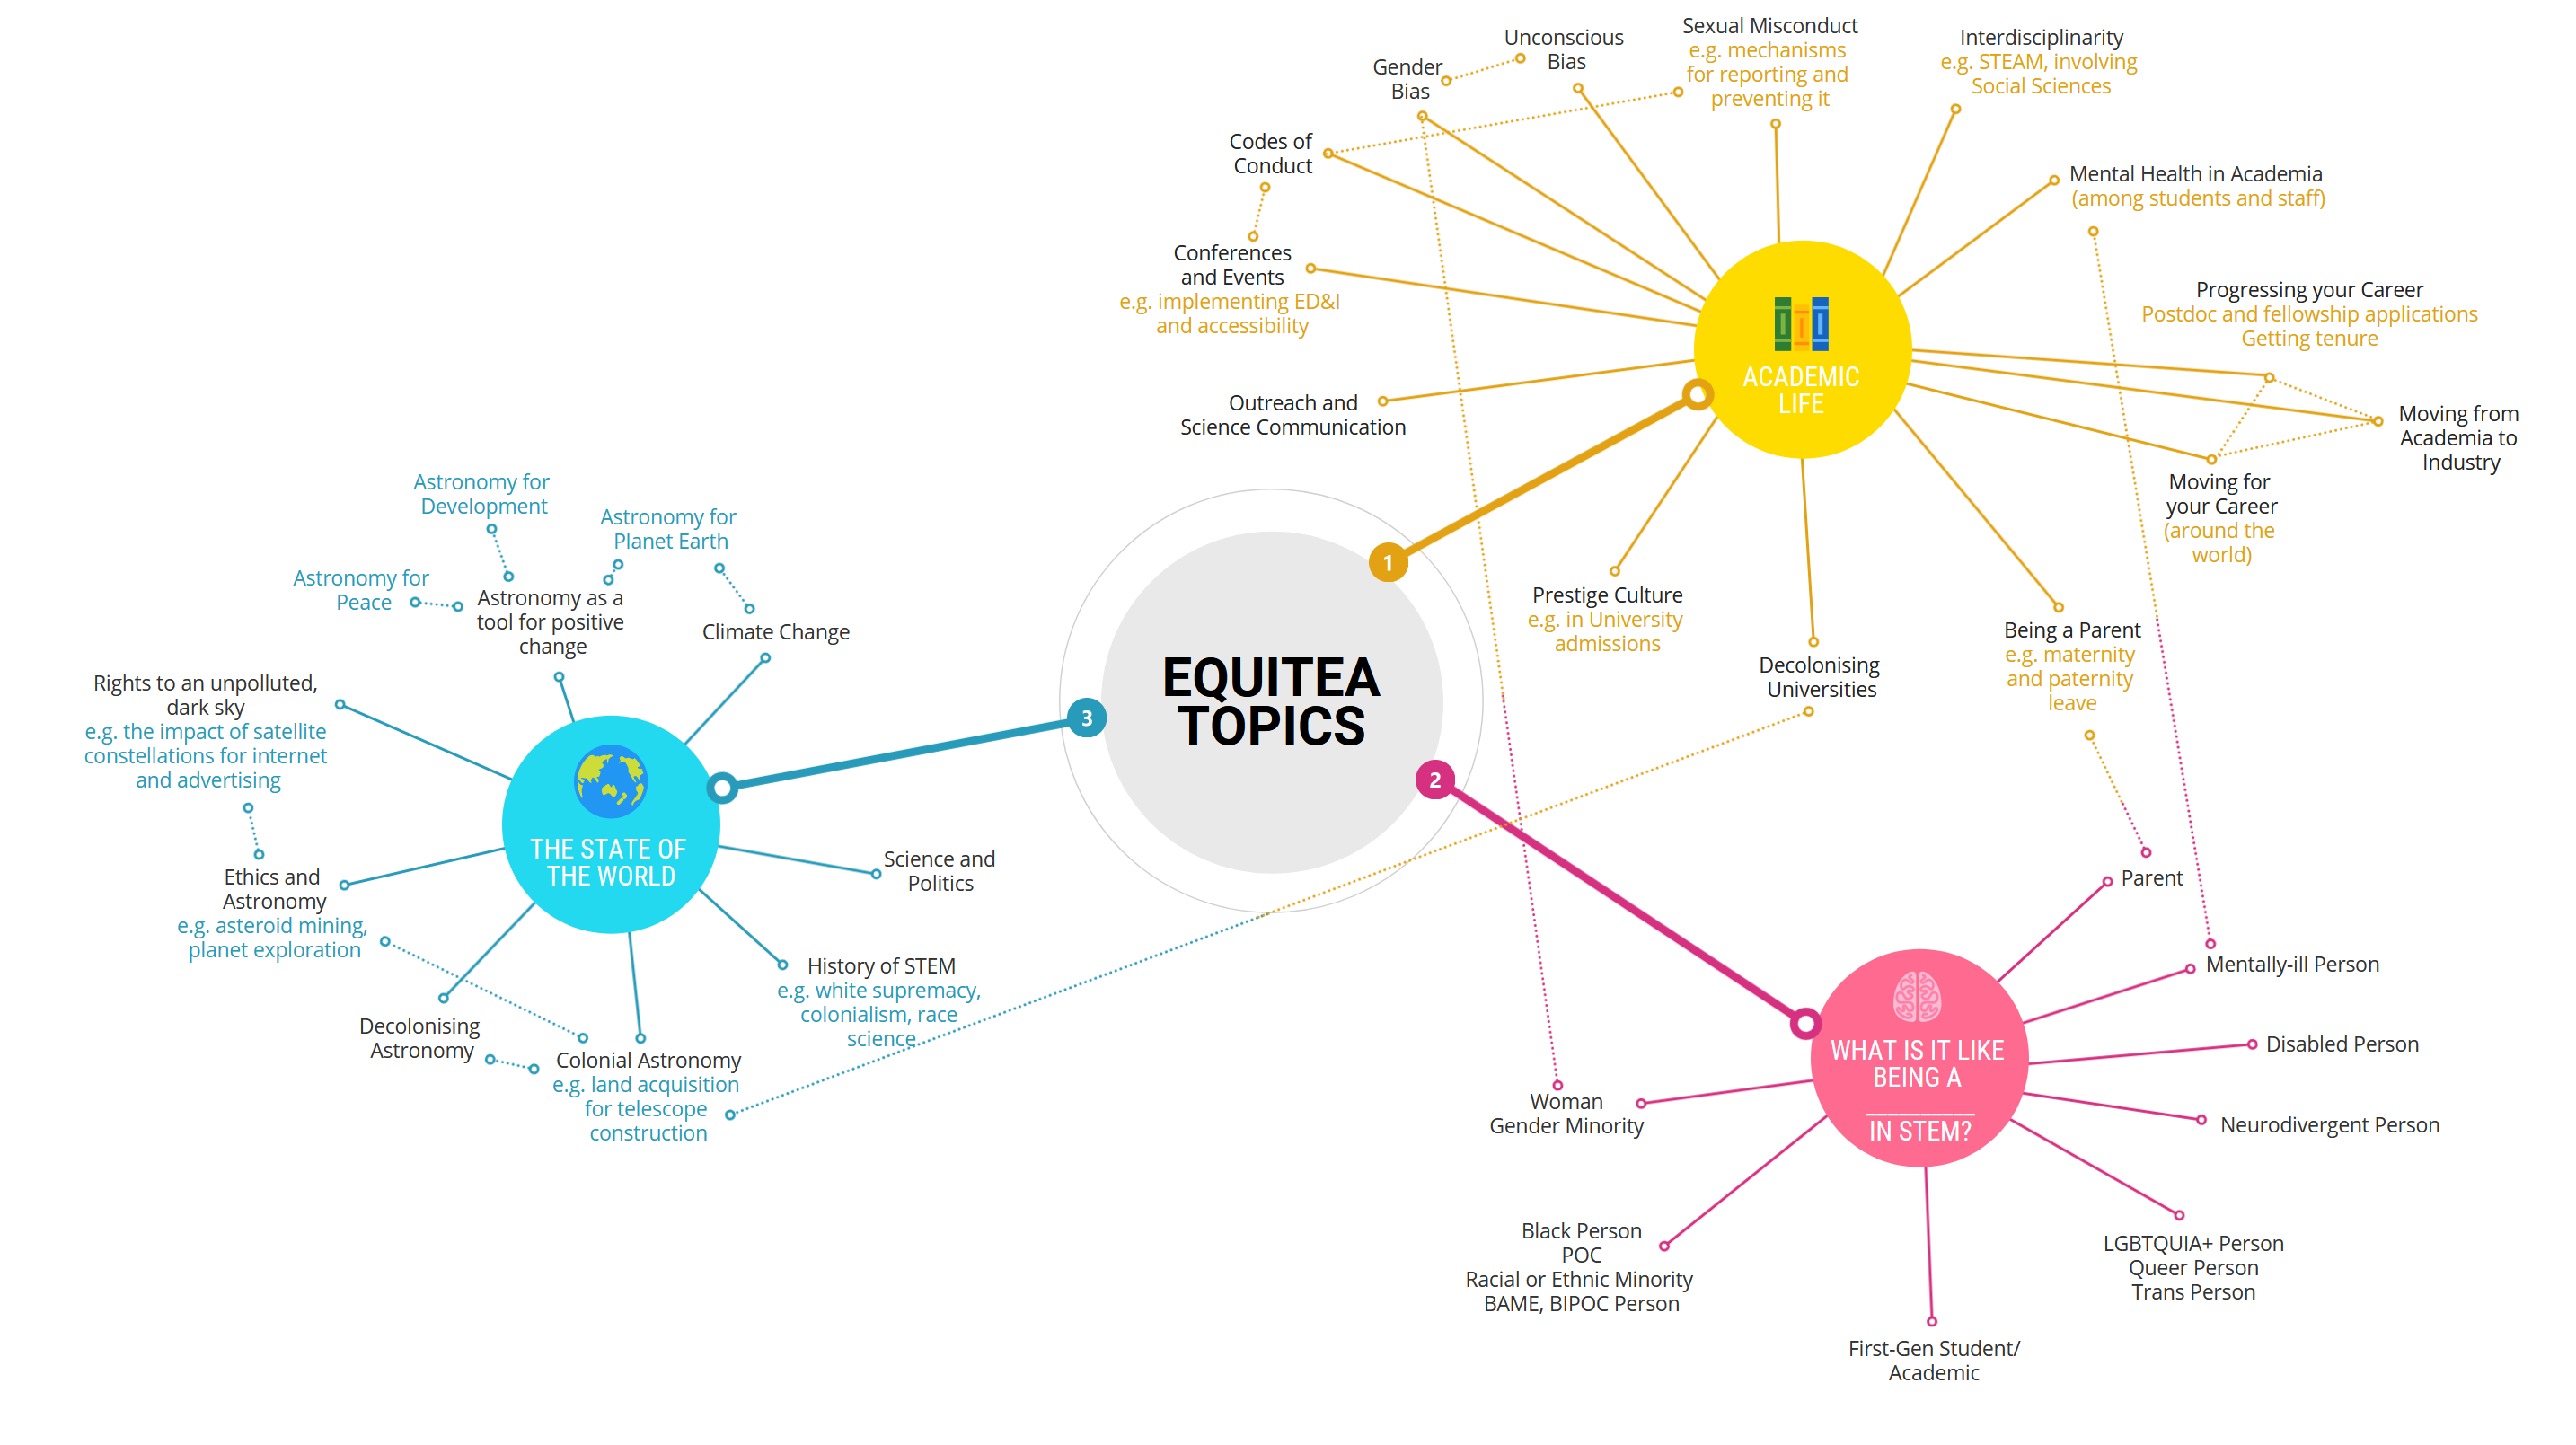 EQUITEA
TOPICS
1
ACADEMIC
LIFE
Codes of
Conduct
Gender
Bias
Unconscious
Bias
Sexual Misconduct
e.g. mechanisms
for reporting and
preventing it
Interdisciplinarity
e.g. STEAM, involving
Social Sciences
Mental Health in Academia
(among students and staff)
Progressing your Career
Postdoc and fellowship applications
Getting tenure
Moving from
Academia to
Industry
Moving for
your Career
(around the
world)
Being a Parent
e.g. maternity
and paternity
leave
Decolonising
Universities
Prestige Culture
e.g. in University
admissions
Outreach and
Science Communication
Conferences
and Events
e.g. implementing ED&I
and accessibility
2
WHAT IS IT LIKE
BEING A
__________
IN STEM?
Parent
Mentally-ill Person
Disabled Person
Neurodivergent Person
LGBTQUIA+ Person
Queer Person
Trans Person
First-Gen Student/
Academic
Black Person
POC
Racial or Ethnic Minority
BAME, BIPOC Person
Woman
Gender Minority
3
THE STATE OF
THE WORLD
Astronomy for
Development
Astronomy for
Planet Earth
Astronomy for
Peace
Astronomy as a
tool for positive
change
Climate Change
Rights to an unpolluted,
dark sky
e.g. the impact of satellite
constellations for internet
and advertising
Ethics and
Astronomy
e.g. asteroid mining,
planet exploration
Decolonising
Astronomy
Colonial Astronomy
e.g. land acquisition
for telescope
construction
History of STEM
e.g. white supremacy,
colonialism, race
science
Science and
Politics